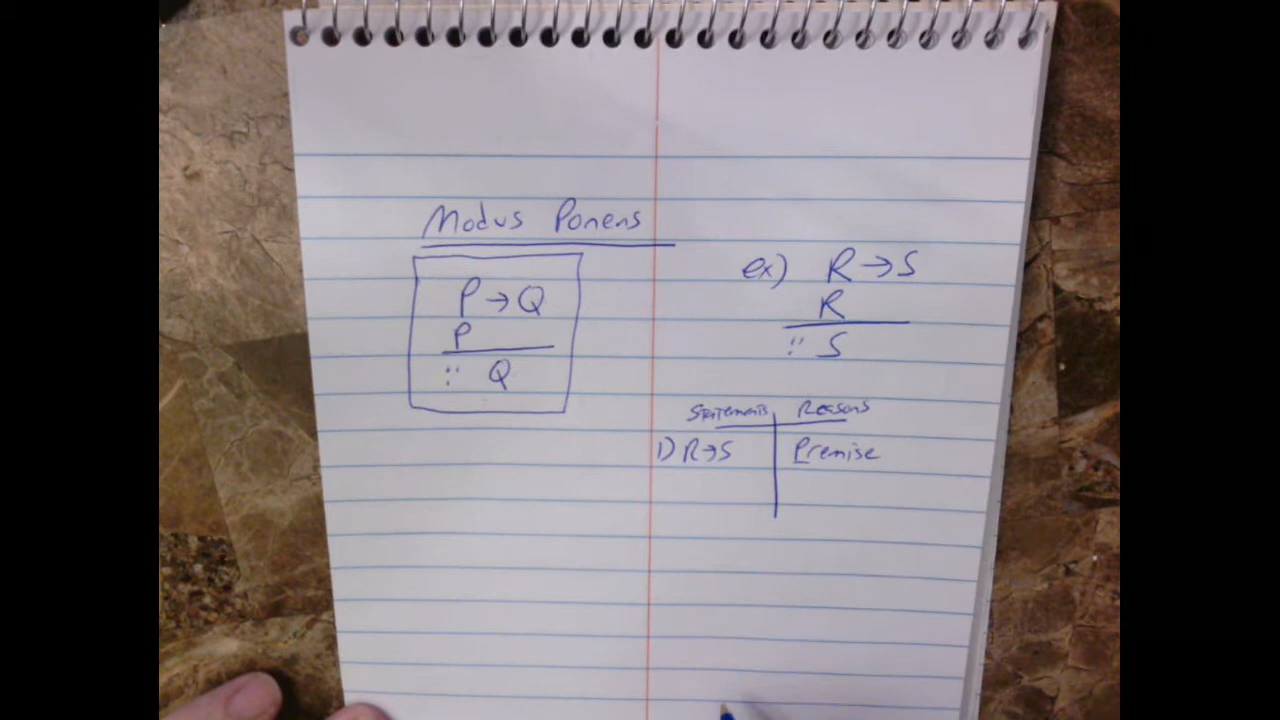 Modus Ponens
P → Q
P
∴ Q
ex) R → S
R
∴ S
Statements Reasons
1) R → S Premise